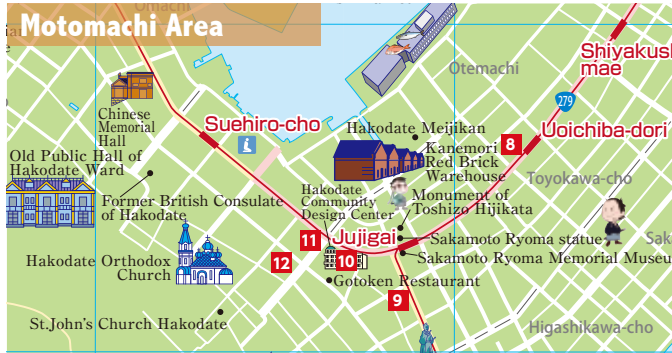 Motomachi Area
Omachi
Otemachi
Shiyakush
mae
279
Chinese
Memorial
Hall
Suehiro-cho
Hakodate Meijikan
8
Uoichiba-dori
Kanemori
Red Brick
Warehouse
Old Public Hall of
Hakodate Ward
Toyokawa-cho
Former British Consulate
of Hakodate
Hakodate
Community
Design Center
Monument of
Toshizo Hijikata
11
Jujigai
Sakamoto Ryoma statue
Sak
Hakodate Orthodox
Church
12
10
Sakamoto Ryoma Memorial Museu
Gotoken Restaurant
9
St.John's Church Hakodate
Higashikawa-cho